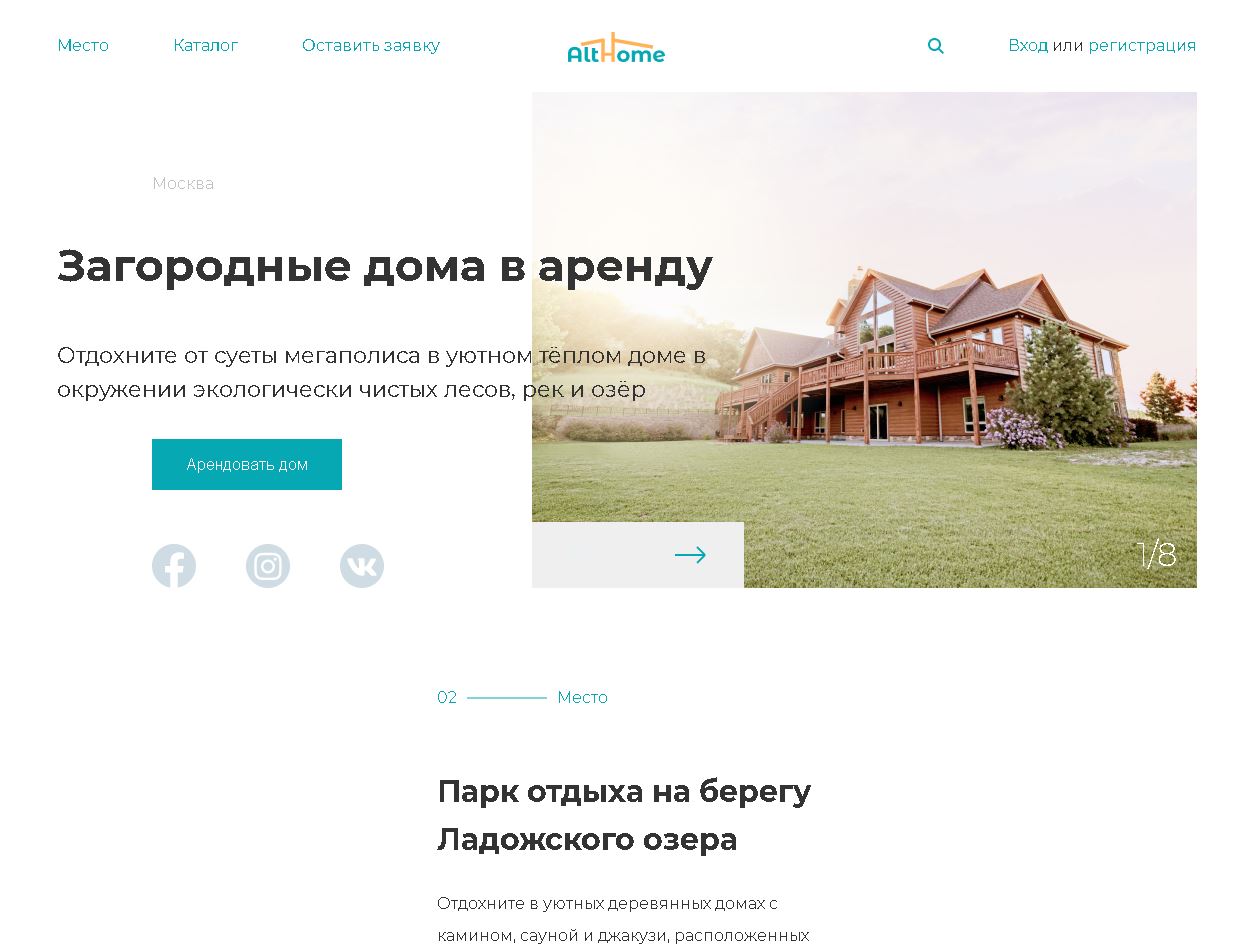 Место
Каталог
Оставить заявку
AltHome
Вход или регистрация
Москва
Загородные дома в аренду
Отдохните от суеты мегаполиса в уютном тёплом доме в
окружении экологически чистых лесов, рек и озёр
Арендовать дом
1/8
02
Место
Парк отдыха на берегу
Ладожского озера
Отдохните в уютных деревянных домах с
камином, сауной и джакузи, расположенных